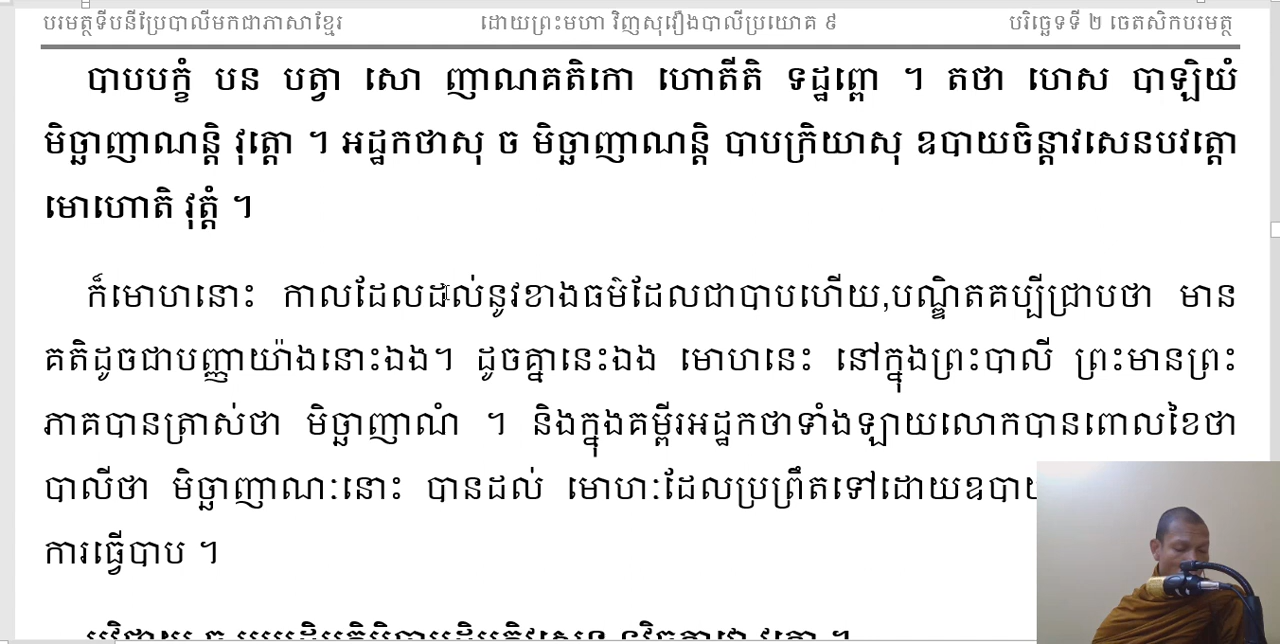 បរមត្ថទីបនីប្រែបាលីមកជាភាសាខ្មែរ ដោយព្រះមហា វិញសុវឿងបាលីប្រយោគ ៩ បរិច្ឆេទទី ២ ចេតសិកបរមត្ថ
បាបបក្ខំ បន បត្វា សោ ញាណគតិកោ ហោតីតិ ទដ្ឋព្ពោ ។ តថា ហេស បាឡិយំ
មិច្ឆាញាណន្តិ វុត្តោ ។ អដ្ឋកថាសុ ច មិច្ឆាញាណន្តិ បាបក្រិយាសុ ឧបាយចិន្តាវសេនបវត្តោ
មោហោតិ វុត្តំ ។
ក៏មោហនោះ កាលដែលដល់នូវខាងធម៌ដែលជាបាបហើយ,បណ្ឌិតគប្បីជ្រាបថា មាន
គតិដូចជាបញ្ញាយ៉ាងនោះឯង។ ដូចគ្នានេះឯង មោហនេះ នៅក្នុងព្រះបាលី ព្រះមានព្រះ
ភាគបានត្រាស់ថា មិច្ឆាញាណំ ។ និងក្នុងគម្ពីរអដ្ឋកថាទាំងឡាយលោកបានពោលខៃថា
បាលីថា មិច្ឆាញាណៈនោះ បានដល់ មោហៈដែលប្រព្រឹតទៅដោយឧបាយ
ការធ្វើបាប ។